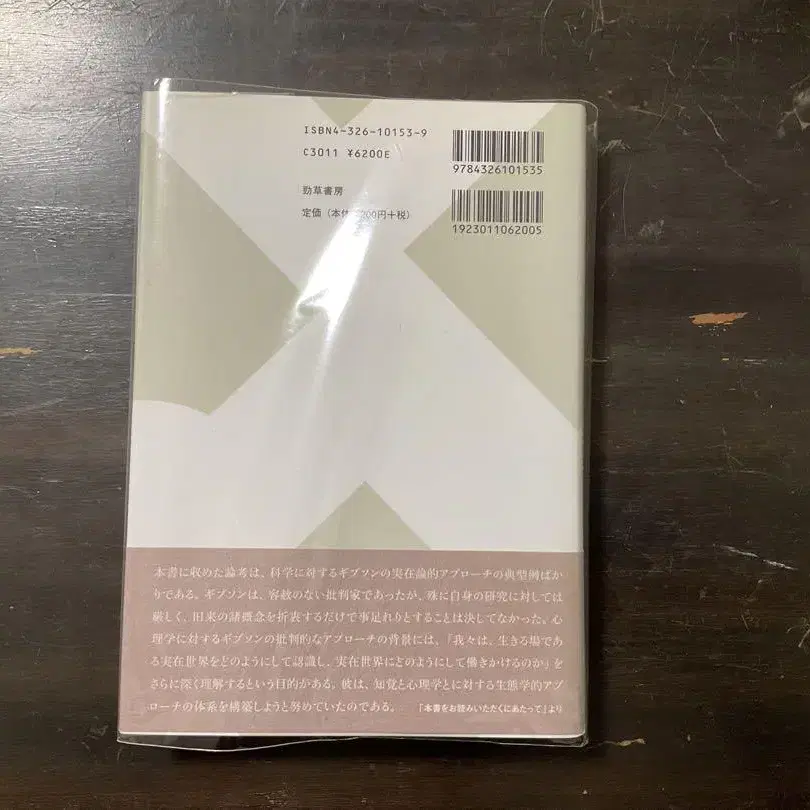 ISBN4-326-10153-9
C3011 ¥6200E
9784326101535
勁草書房
定価(本体 200円+税)
1923011062005
本書に収めた論考は、科学に対するギブソンの実在論的アプローチの典型例ばか
りである。ギブソンは、容赦のない批判家であったが、殊に自身の研究に対しては
厳しく、旧来の諸概念を折衷するだけで事足れりとすることは決してなかった。心
理学に対するギブソンの批判的なアプローチの背景には、「我々は、生きる場であ
る実在世界をどのようにして認識し、実在世界にどのようにして働きかけるのか」を
さらに深く理解するという目的がある。彼は、知覚と心理学とに対する生態学的アプ
ローチの体系を構築しようと努めていたのである。 「本書をお読みいただくにあたって」より